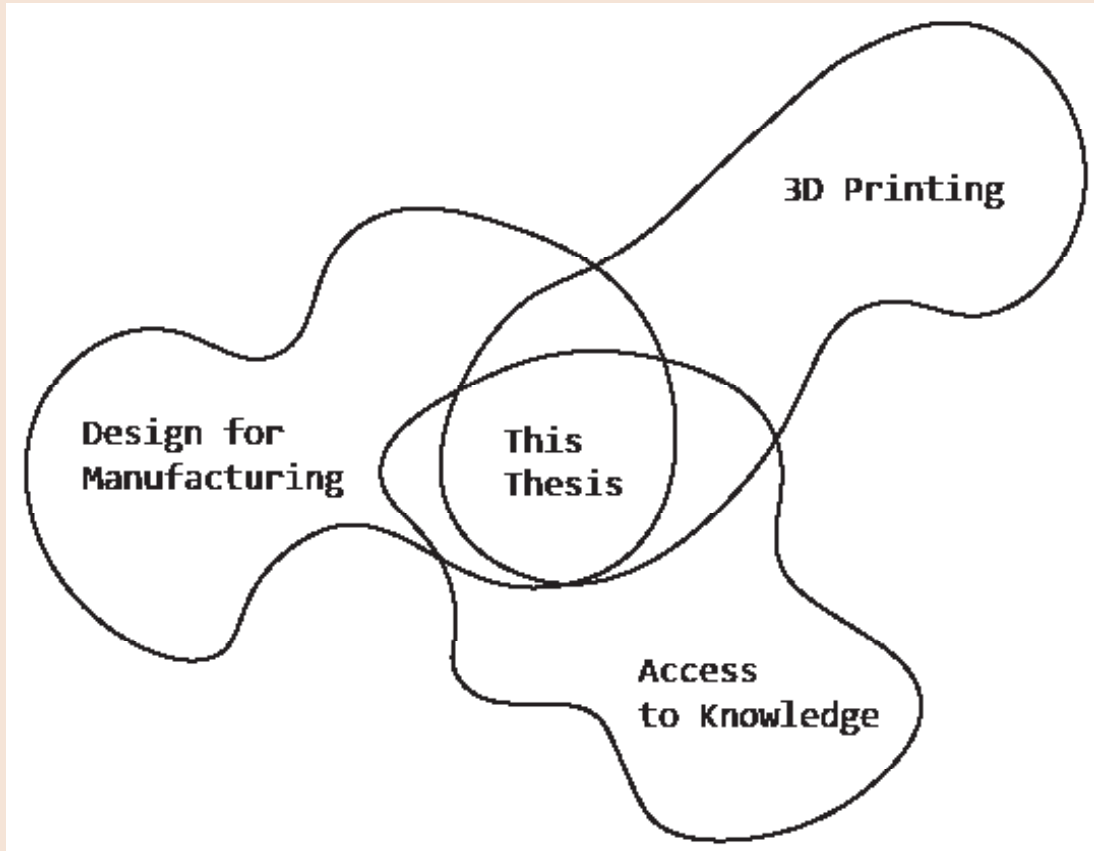 3D Printing
Design for
Manufacturing
This
Thesis
Access
to Knowledge